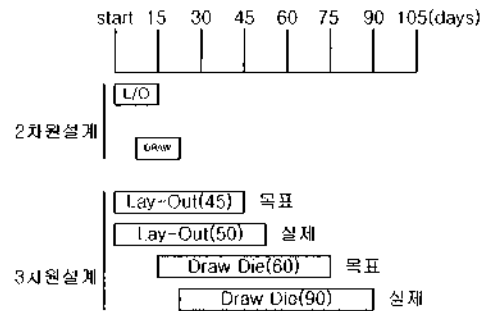 start 15 30 45 60 75 90 105(days)
L/O
2차원설계
DRAW
Lay-Out(45) 목표
Lay-Out(50) 실제
3차원설계
Draw Die(60) 목표
Draw Die(90) 실제